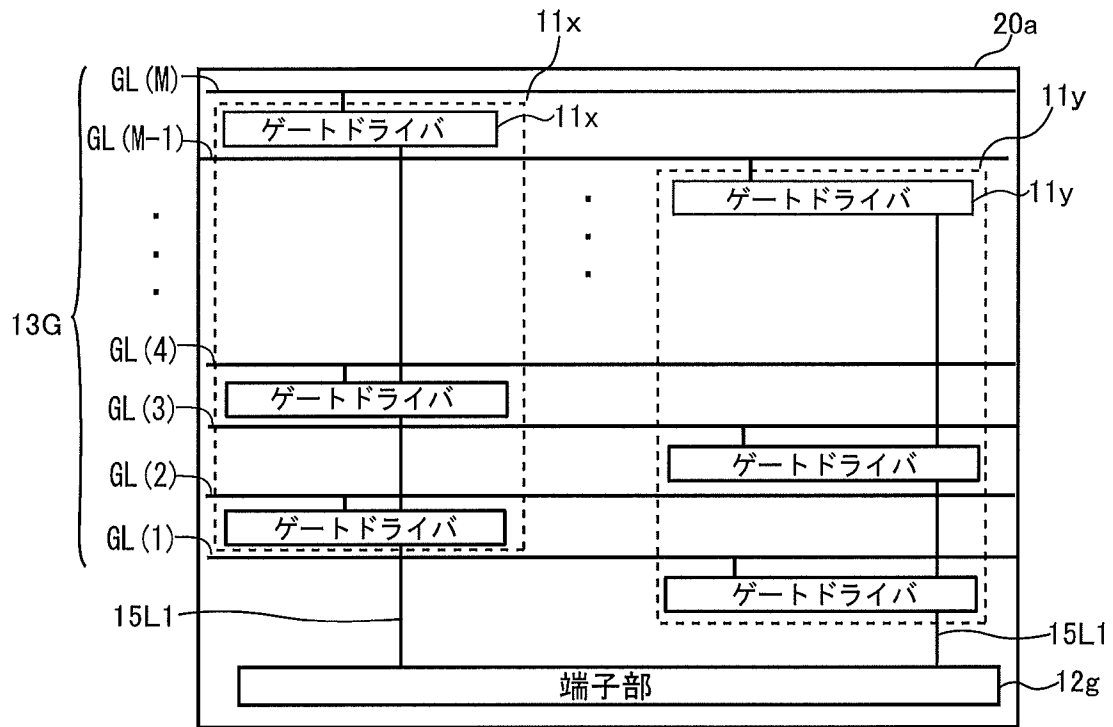 11x
20a
GL(M)
11x
11y
ゲートドライバ
GL(M-1)
ゲートドライバ
11y
13G
GL(4)
ゲートドライバ
GL(3)
ゲートドライバ
GL(2)
ゲートドライバ
GL(1)
ゲートドライバ
15L1
15L1
端子部
12g